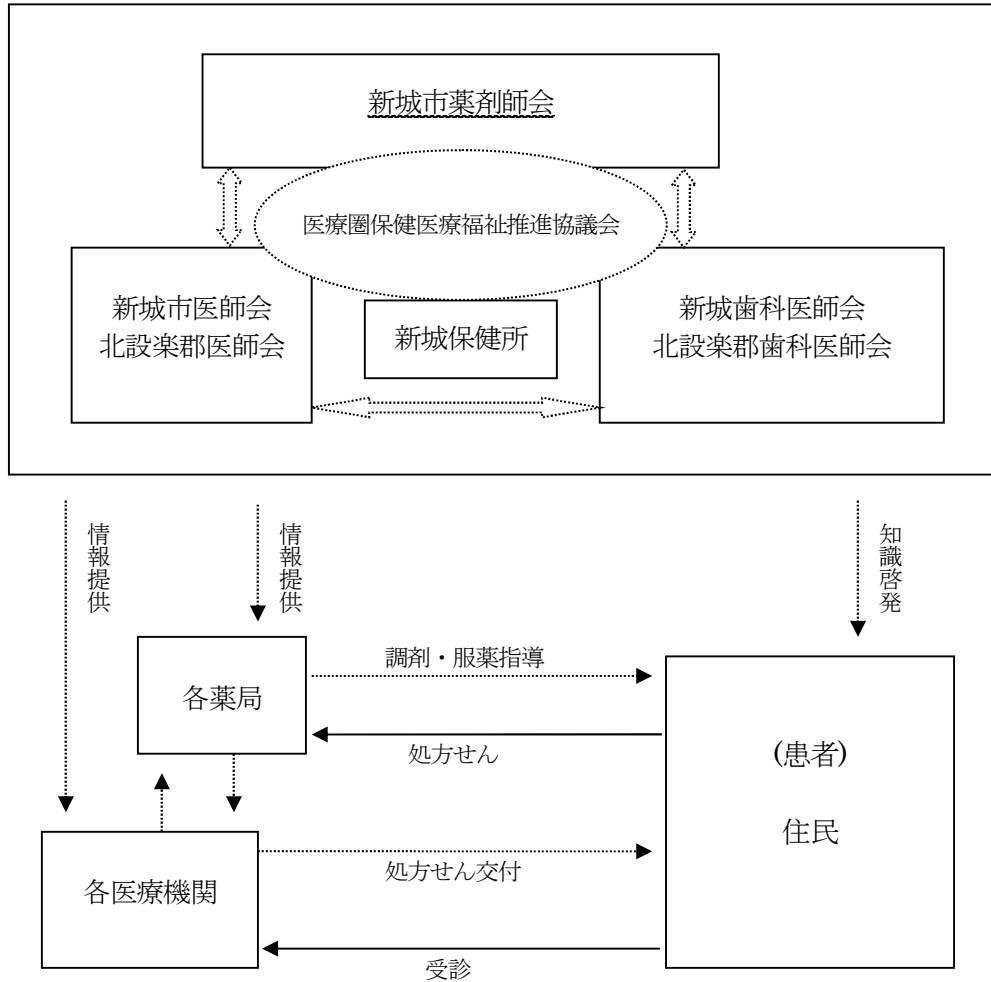 新城市薬剤師会
医療圏保健医療福祉推進協議会
新城市医師会
北設楽郡医師会
新城保健所
新城歯科医師会
北設楽郡歯科医師会
情報提供
情報提供
知識啓発
各薬局
調剤・服薬指導
処方せん
(患者)
住民
各医療機関
処方せん交付
受診